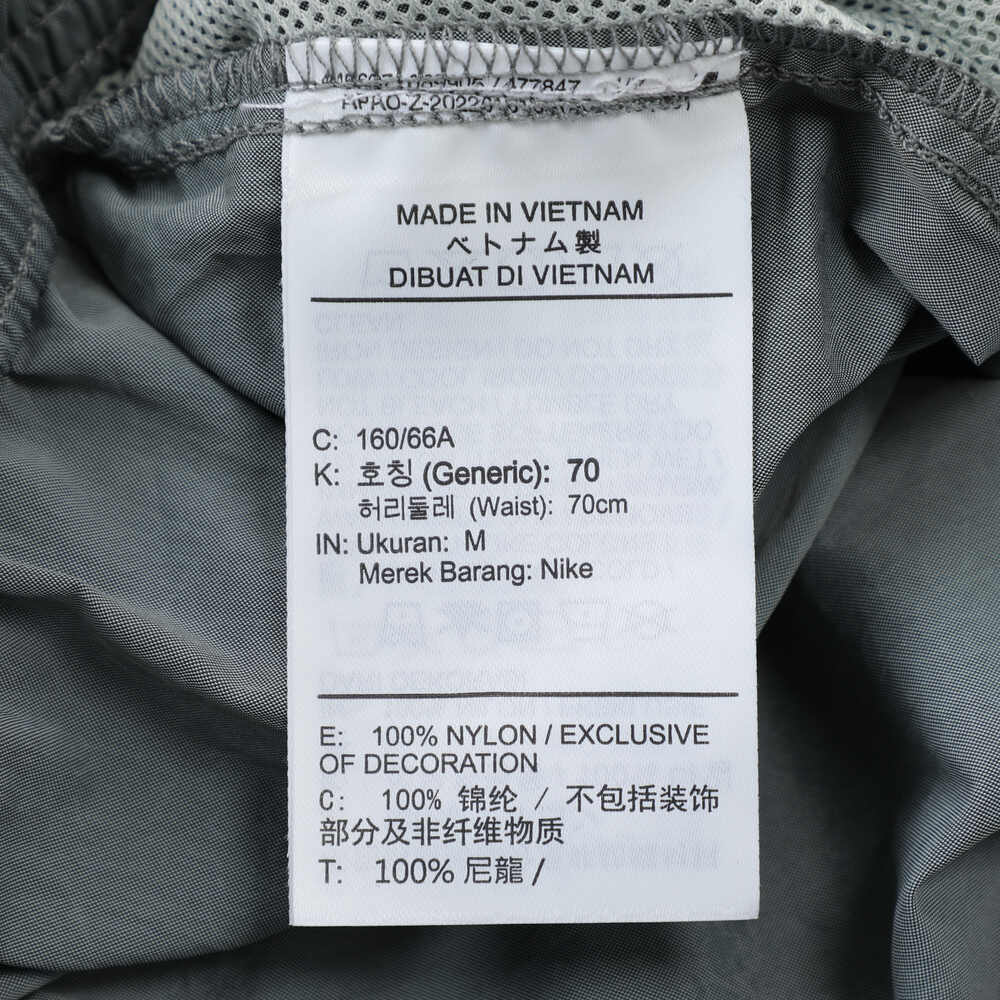 MADE IN VIETNAM
ベトナム製
DIBUAT DI VIETNAM
C: 160/66A
K: 호칭 (Generic): 70
허리둘레 (Waist): 70cm
IN: Ukuran: M
Merek Barang: Nike
E: 100% NYLON / EXCLUSIVE
OF DECORATION
C: 100% 锦纶 / 不包括装饰
部分及非纤维物质
T: 100% 尼龍 /